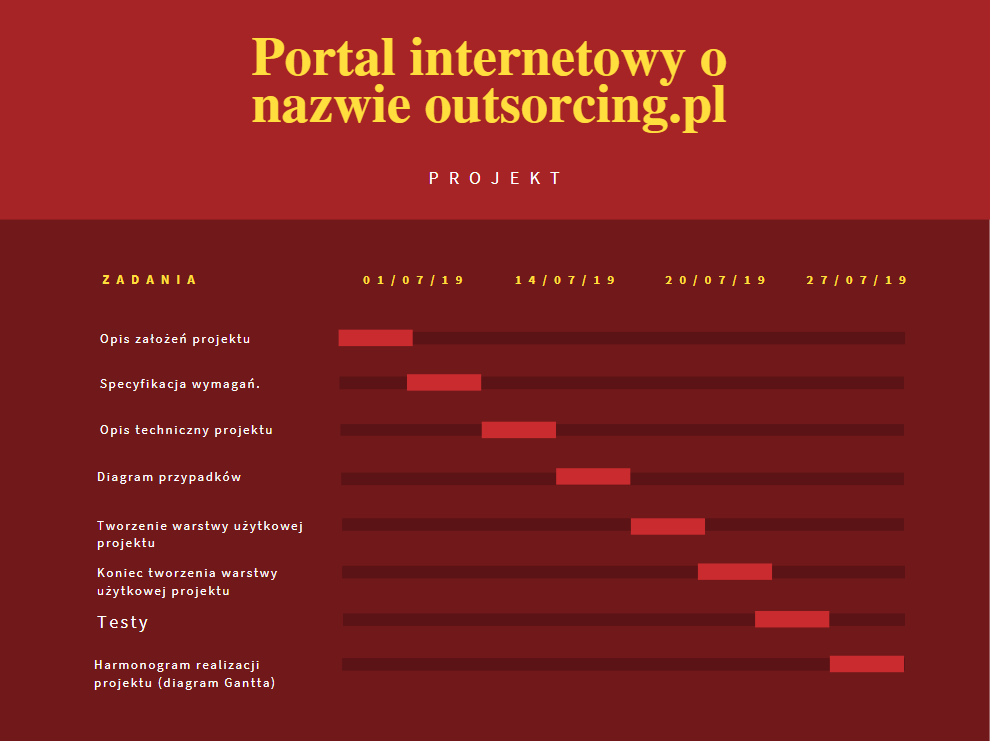 Portal internetowy o
nazwie outsorcing.pl
PROJEKT
ZADANIA 01/07/19 14/07/19 20/07/19 27/07/19
Opis założeń projektu
Specyfikacja wymagań.
Opis techniczny projektu
Diagram przypadków
Tworzenie warstwy użytkowej
projektu
Koniec tworzenia warstwy
użytkowej projektu
Testy
Harmonogram realizacji
projektu (diagram Gantta)